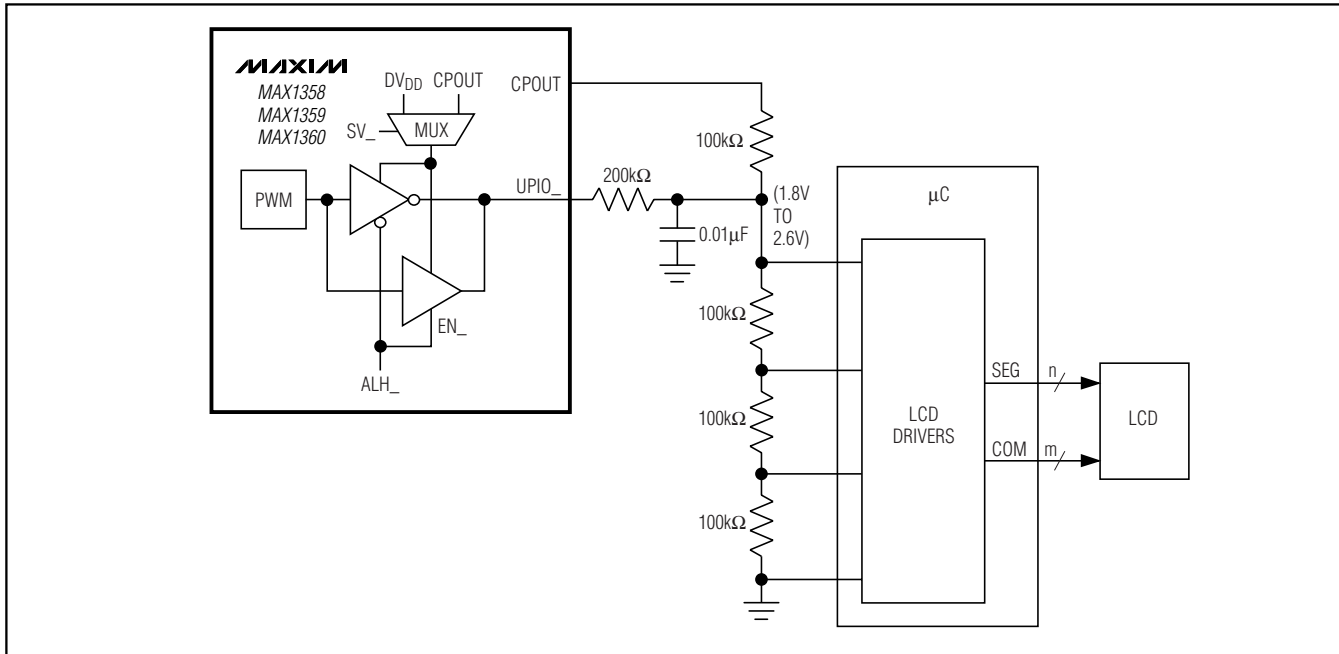 MAXIM
MAX1358
MAX1359
MAX1360
DVDD CPOUT
SV_
MUX
PWM
EN_
ALH_
CPOUT
UPIO_
200kΩ
0.01µF
100kΩ
(1.8V
TO
2.6V)
100kΩ
100kΩ
100kΩ
µC
LCD
DRIVERS
SEG
n
COM
m
LCD